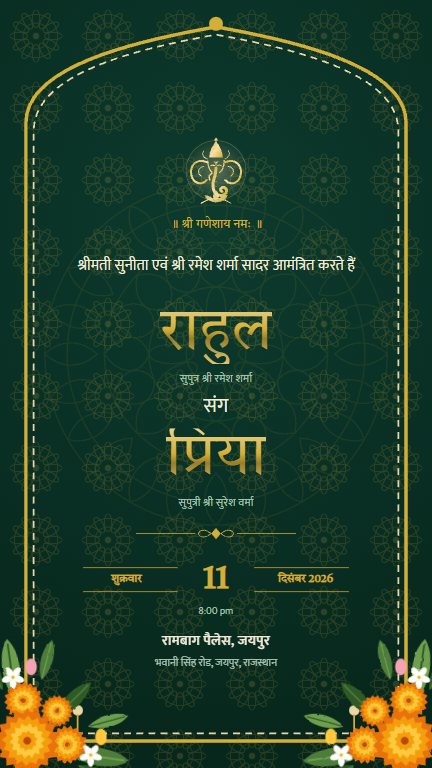 ॥ श्री गणेशाय नमः ॥
श्रीमती सुनीता एवं श्री रमेश शर्मा सादर आमंत्रित करते हैं
राहुल
सुपुत्र श्री रमेश शर्मा
संग
प्रिया
सुपुत्री श्री सुरेश वर्मा
शुक्रवार 11 दिसंबर 2026
8:00 pm
रामबाग पैलेस, जयपुर
भवानी सिंह रोड, जयपुर, राजस्थान